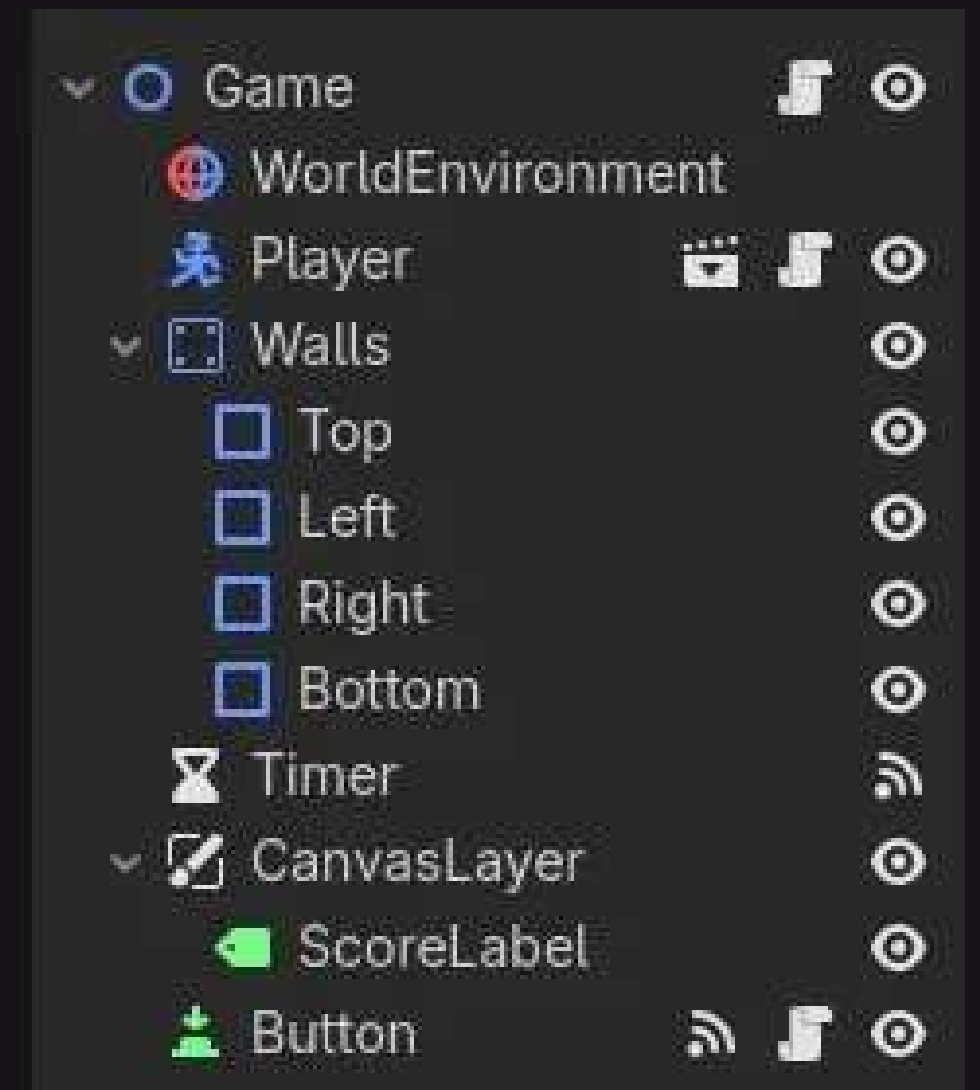 Game
WorldEnvironment
Player
Walls
Top
Left
Right
Bottom
Timer
CanvasLayer
ScoreLabel
Button